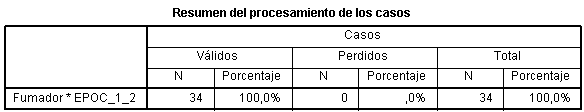 Resumen del procesamiento de los casos
Casos
Válidos Perdidos Total
N Porcentaje N Porcentaje N Porcentaje
Fumador * EPOC_1_2 34 100,0% 0 ,0% 34 100,0%